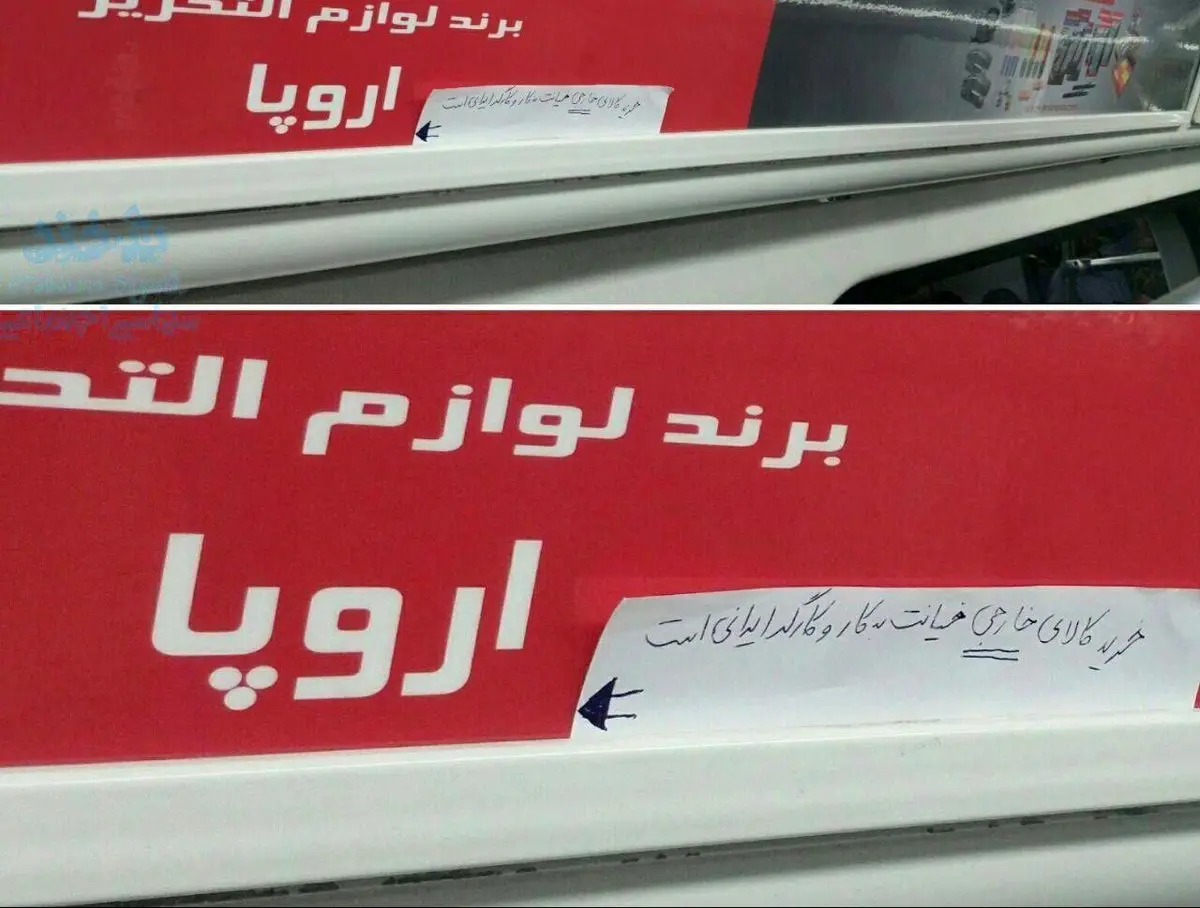 برند لوازم التحریر
اروپا
خرید کالای خارجی خیانت به کار و کارگر ایرانی است
برند لوازم التحـ
اروپا
خرید کالای خارجی خیانت به کار و کارگر ایرانی است